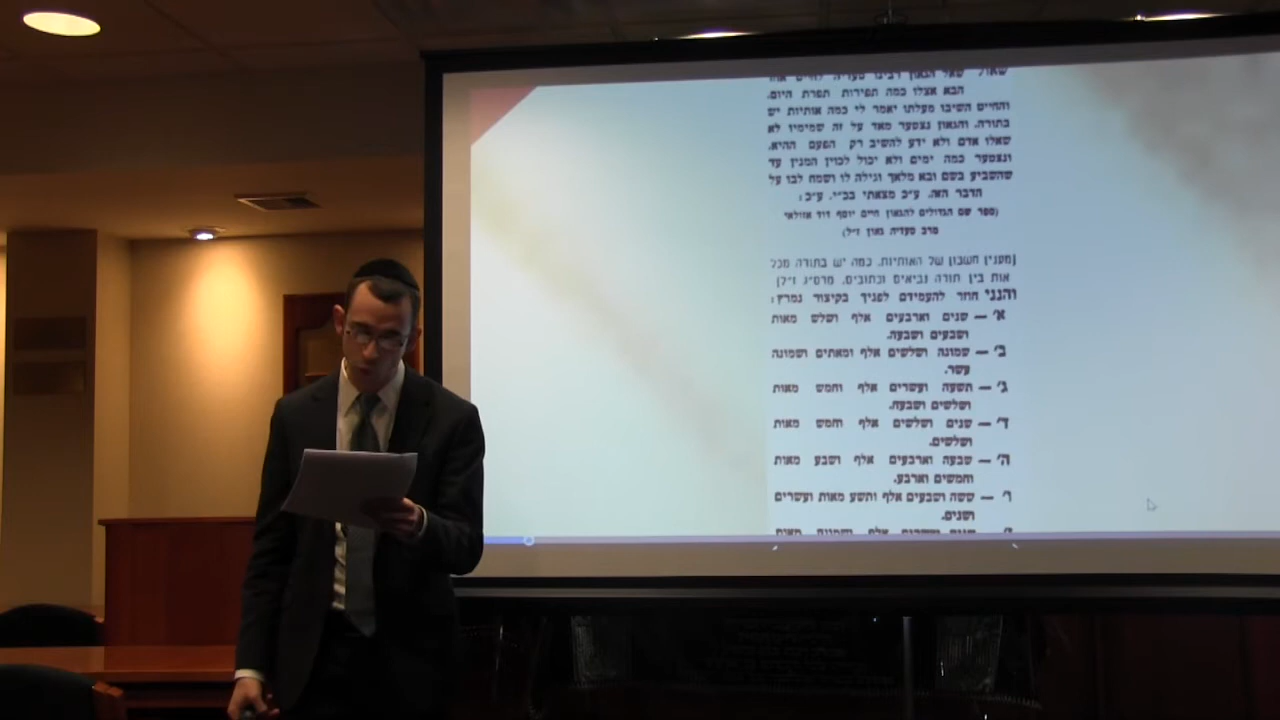 שאול שאל הגאון רבינו סעדיה לחייט אחד
הבא אצלו כמה תפירות תפרת היום.
והחייט השיבו מעלתו יאמר לי כמה אותיות יש
בתורה. והגאון נצטער מאד על זה שמימיו לא
שאלו אדם ולא ידע להשיב רק הפעם ההיא.
ונצטער כמה ימים ולא יכול לכוין המנין עד
שהשביע בשם ובא מלאך וגילה לו ושמח לבו על
הדבר הזה. ע״כ מצאתי בכ״י. ע״כ :
(ספר שם הגדולים להגאון חיים יוסף דוד אזולאי
מרב סעדיה גאון ז״ל)
[מענין חשבון של האותיות. כמה יש בתורה מכל
אות בין תורה נביאים וכתובים. מרס״ג ז״ל]
והנני חוזר להעמידם לפניך בקיצור נמרץ :
א׳ — שנים וארבעים אלף ושלש מאות
ושבעים ושבעה.
ב׳ — שמונה ושלשים אלף ומאתים ושמונה
עשר.
ג׳ — תשעה ועשרים אלף וחמש מאות
ושלשים ושבעה.
ד׳ — שנים ושלשים אלף וחמש מאות
ושלשים.
ה׳ — שבעה וארבעים אלף ושבע מאות
וחמשים וארבע.
ו׳ — ששה ושבעים אלף ותשע מאות ועשרים
ושנים.